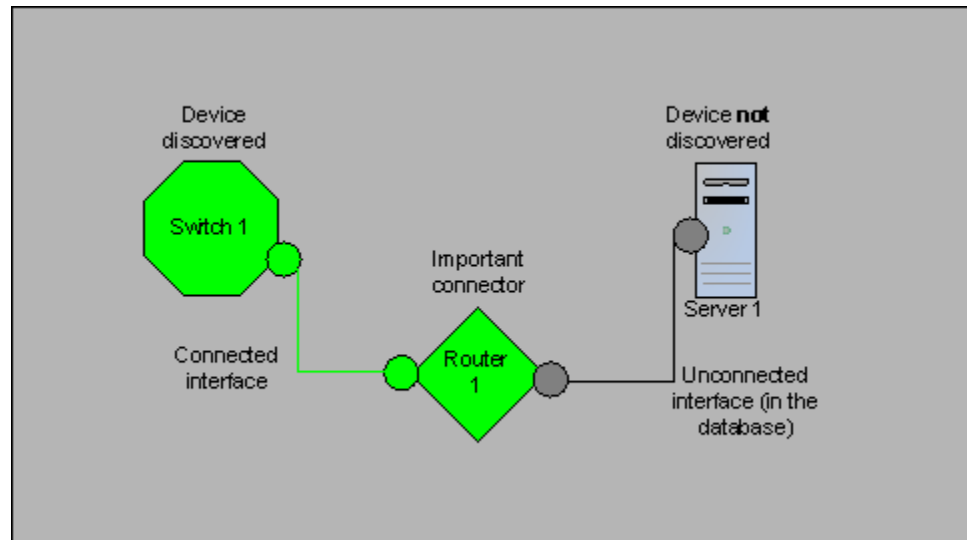 Device
discovered
Switch 1
Connected
interface
Important
connector
Router
1
Device not
discovered
Server 1
Unconnected
interface (in the
database)